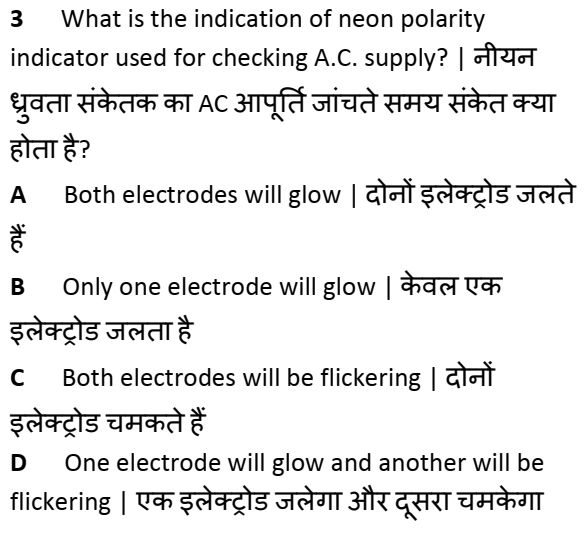 3 What is the indication of neon polarity
indicator used for checking A.C. supply? | नीयन
ध्रुवता संकेतक का AC आपूर्ति जांचते समय संकेत क्या
होता है?
A Both electrodes will glow | दोनों इलेक्ट्रोड जलते
हैं
B Only one electrode will glow | केवल एक
इलेक्ट्रोड जलता है
C Both electrodes will be flickering | दोनों
इलेक्ट्रोड चमकते हैं
D One electrode will glow and another will be
flickering | एक इलेक्ट्रोड जलेगा और दूसरा चमकेगा